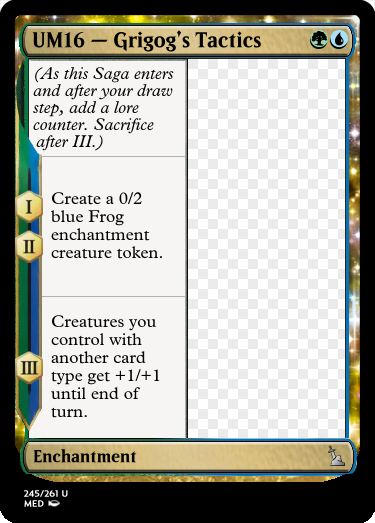 UM16 — Grigog's Tactics
(As this Saga enters
and after your draw
step, add a lore
counter. Sacrifice
after III.)
I
Create a 0/2
blue Frog
enchantment
creature token.
II
Creatures you
control with
another card
type get +1/+1
until end of
turn.
III
Enchantment
245/261 U
MED